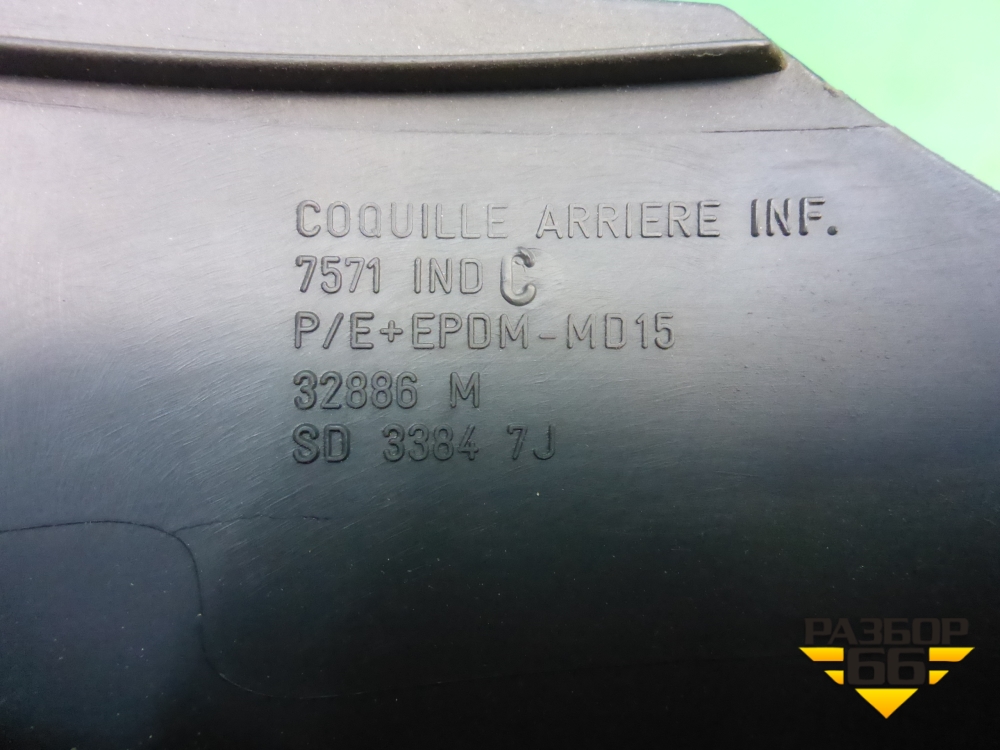 COQUILLE ARRIERE INF.
7571 IND C
P/E+EPDM-MD15
32886 M
SD 3384 7J
РАЗБОР
66